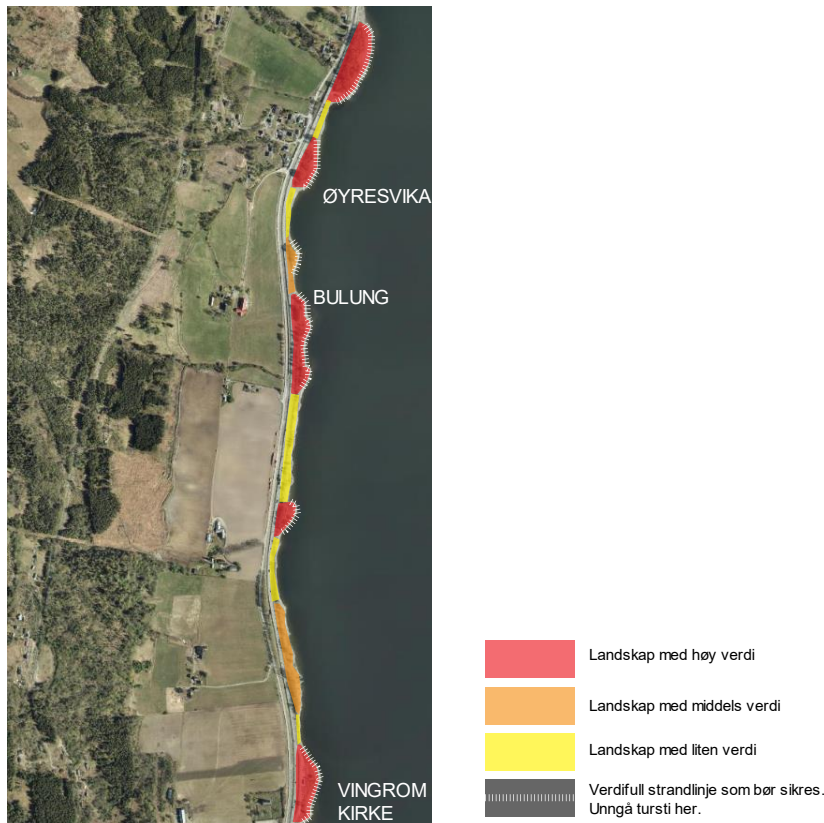 ØYRESVIKA
BULUNG
VINGROM
KIRKE
Landskap med høy verdi
Landskap med middels verdi
Landskap med liten verdi
Verdifull strandlinje som bør sikres.
Unngå tursti her.